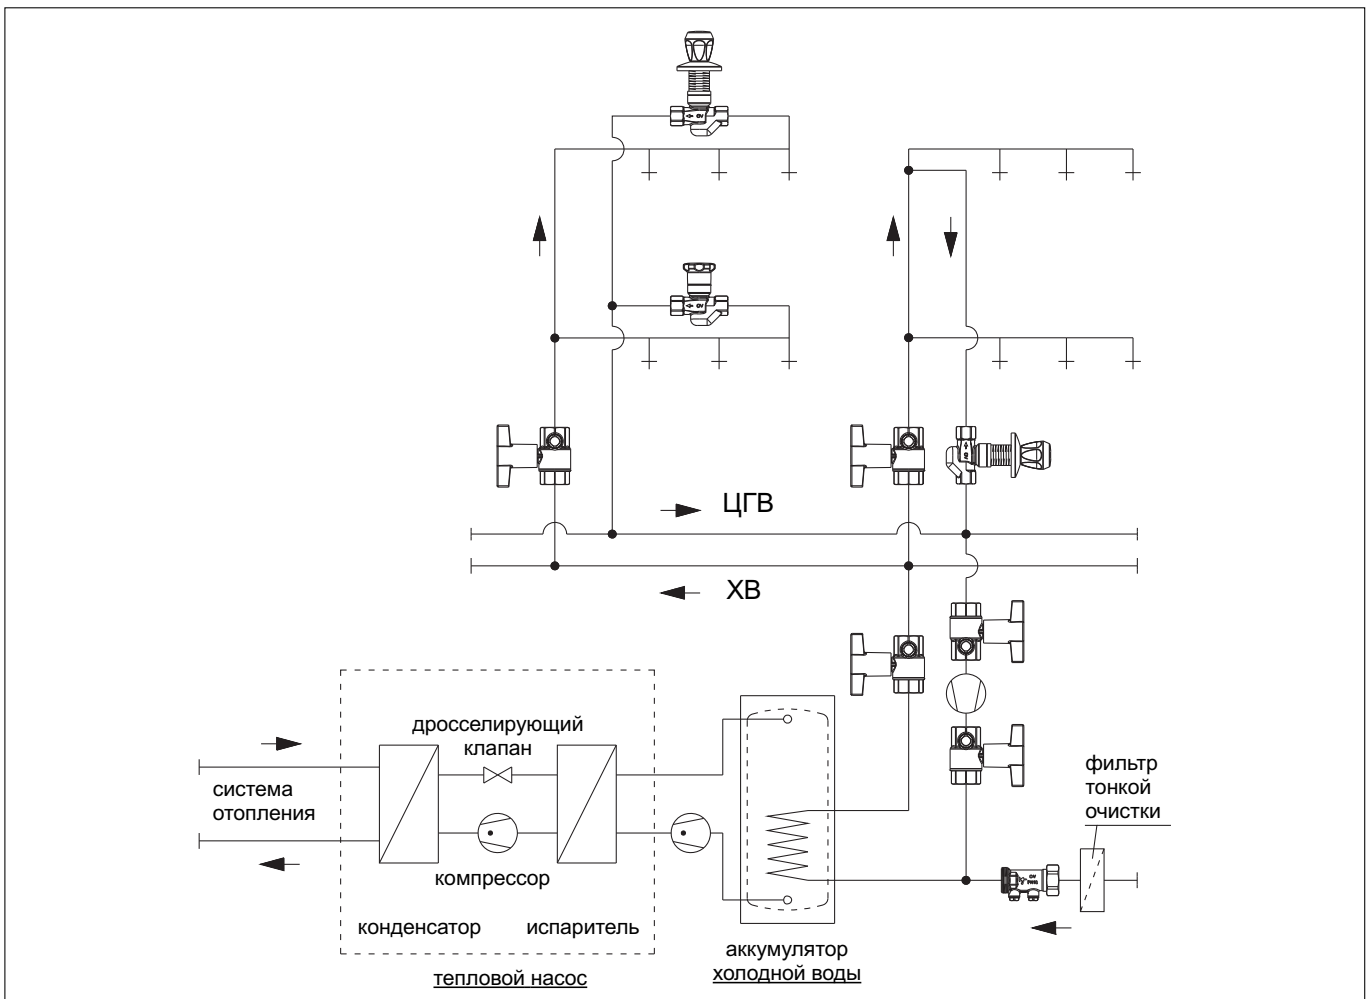 ЦГВ
ХВ
дросселирующий
клапан
система
отопления
компрессор
конденсатор
испаритель
тепловой насос
аккумулятор
холодной воды
фильтр
тонкой
очистки